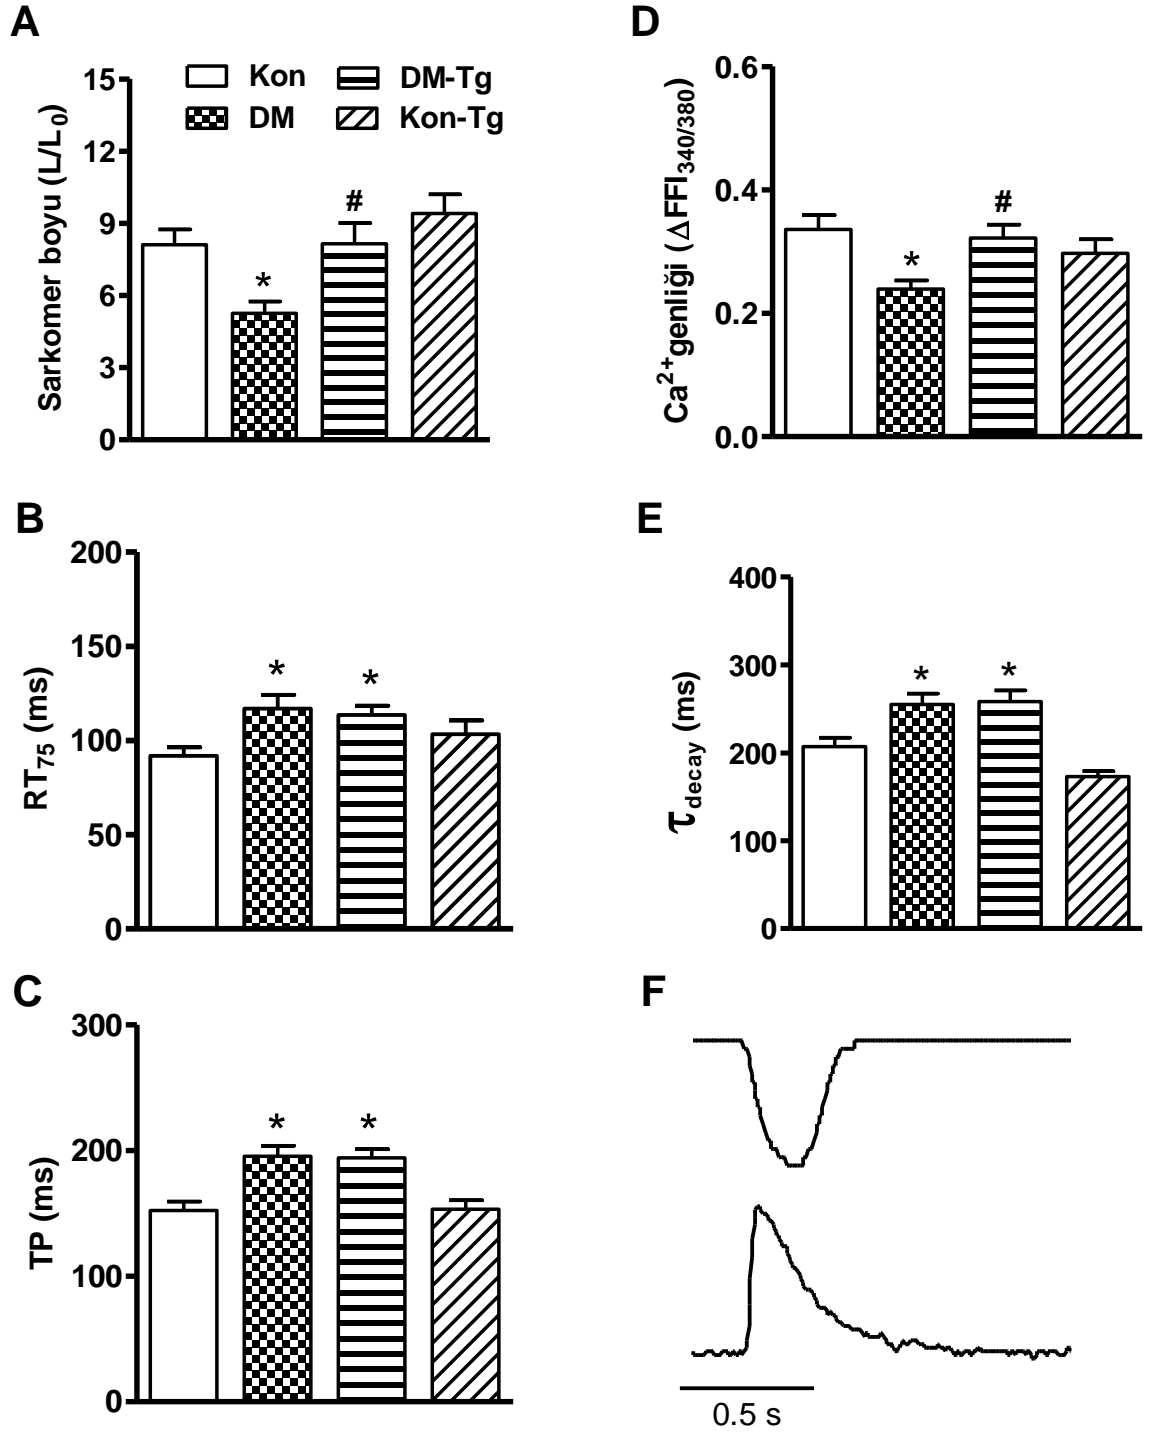 A
Sarkomer boyu (L/L0)
15
12
9
6
3
0
Kon
DM-Tg
DM
Kon-Tg
*
#
D
Ca2+genliği (ΔFFI340/380)
0.6
0.4
0.2
0.0
*
#
B
RT75 (ms)
200
150
100
50
0
*
*
E
τdecay (ms)
400
300
200
100
0
*
*
C
TP (ms)
300
200
100
0
*
*
F
0.5 s